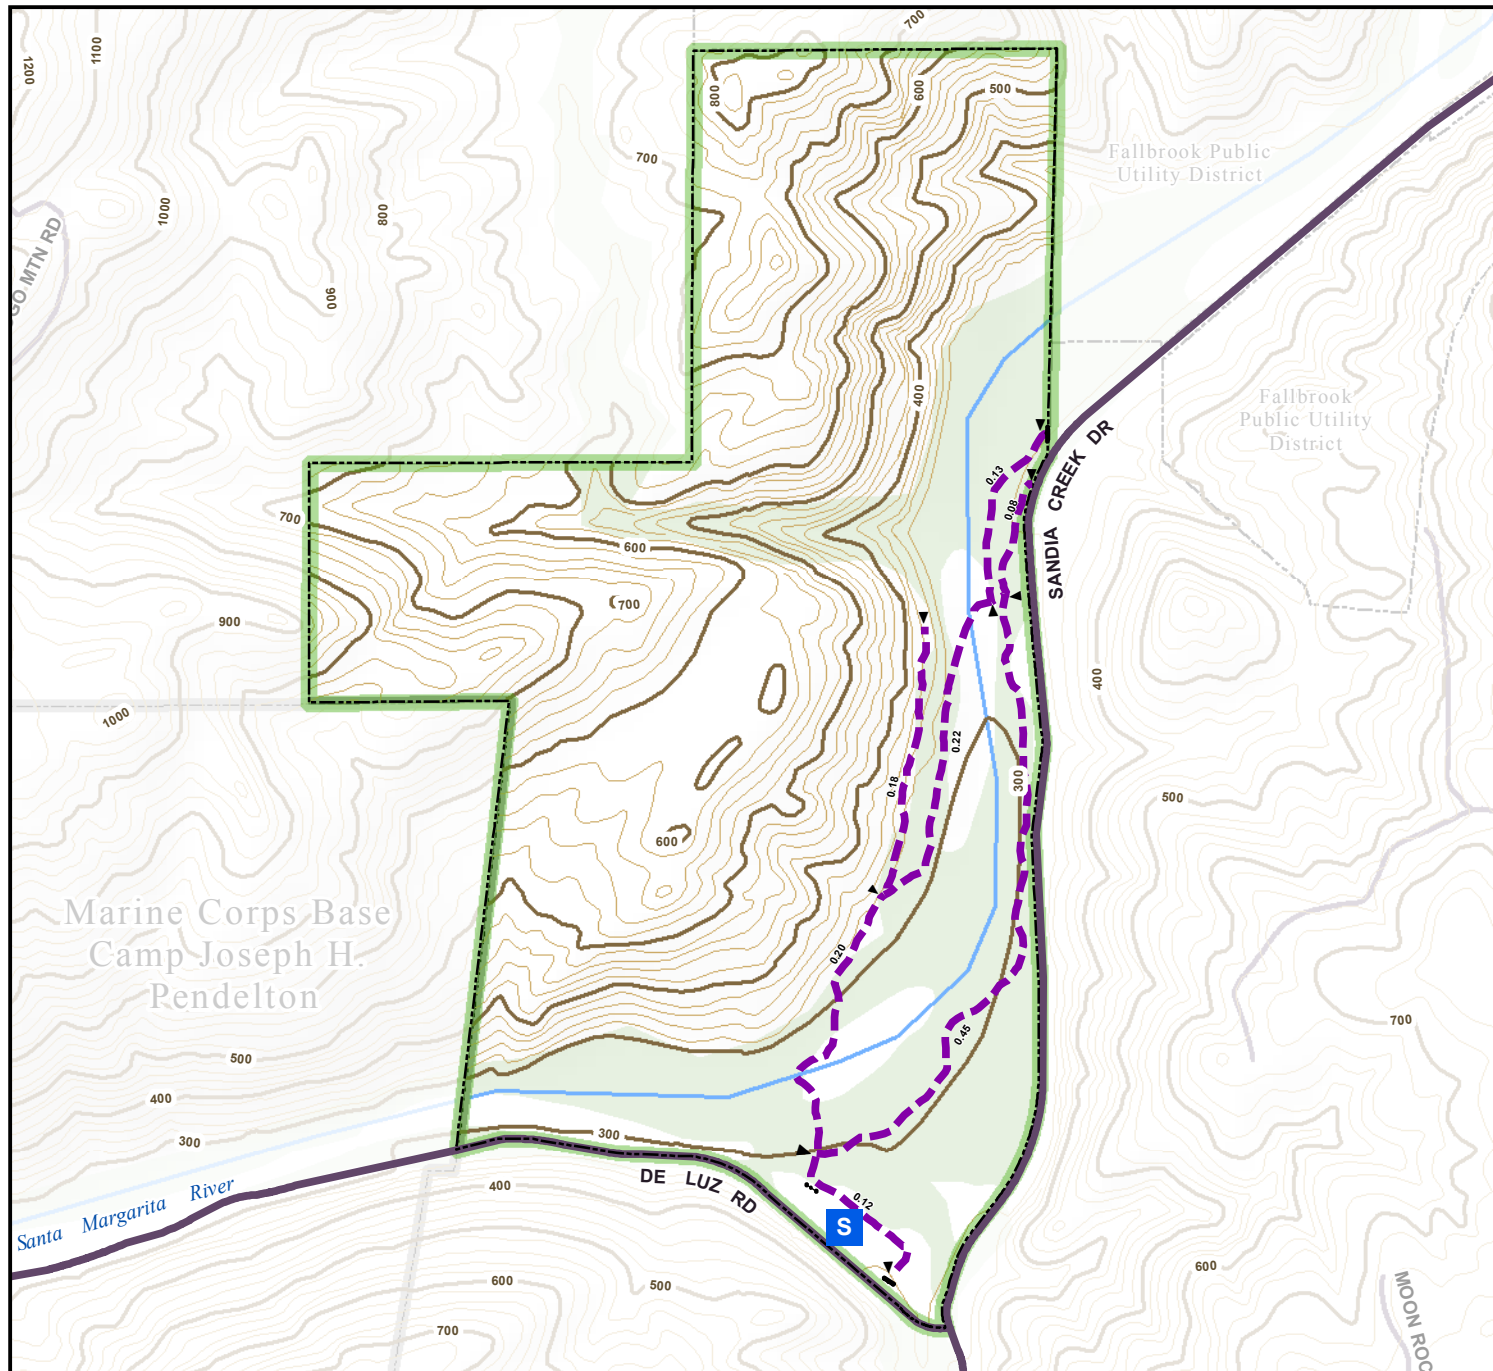 700
1100
1200
800
600
500
Fallbrook Public
Utility District
700
1000
800
GO MTN RD
900
400
Fallbrook
Public Utility
District
SANDIA CREEK DR
0.13
0.08
700
600
700
900
400
1000
0.22
0.18
300
500
600
Marine Corps Base
Camp Joseph H.
Pendelton
0.20
0.45
700
500
400
300
300
DE LUZ RD
400
0.12
Santa Margarita River
S
600
600
500
700
MOON ROC